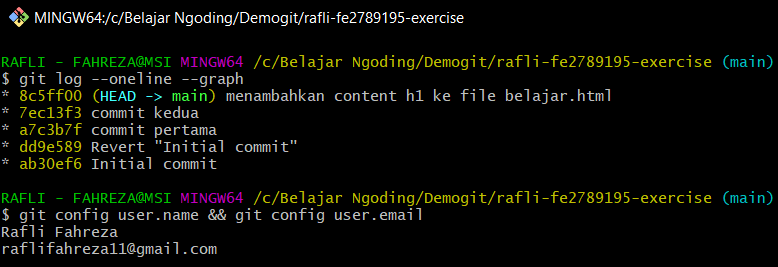 MINGW64:/c/Belajar Ngoding/Demogit/rafli-fe2789195-exercise
RAFLI - FAHREZA@MSI MINGW64 /c/Belajar Ngoding/Demogit/rafli-fe2789195-exercise (main)
$ git log --oneline --graph
* 8c5ff00 (HEAD -> main) menambahkan content h1 ke file belajar.html
* 7ec13f3 commit kedua
* a7c3b7f commit pertama
* dd9e589 Revert "Initial commit"
* ab30ef6 Initial commit
RAFLI - FAHREZA@MSI MINGW64 /c/Belajar Ngoding/Demogit/rafli-fe2789195-exercise (main)
$ git config user.name && git config user.email
Rafli Fahreza
raflifahreza11@gmail.com